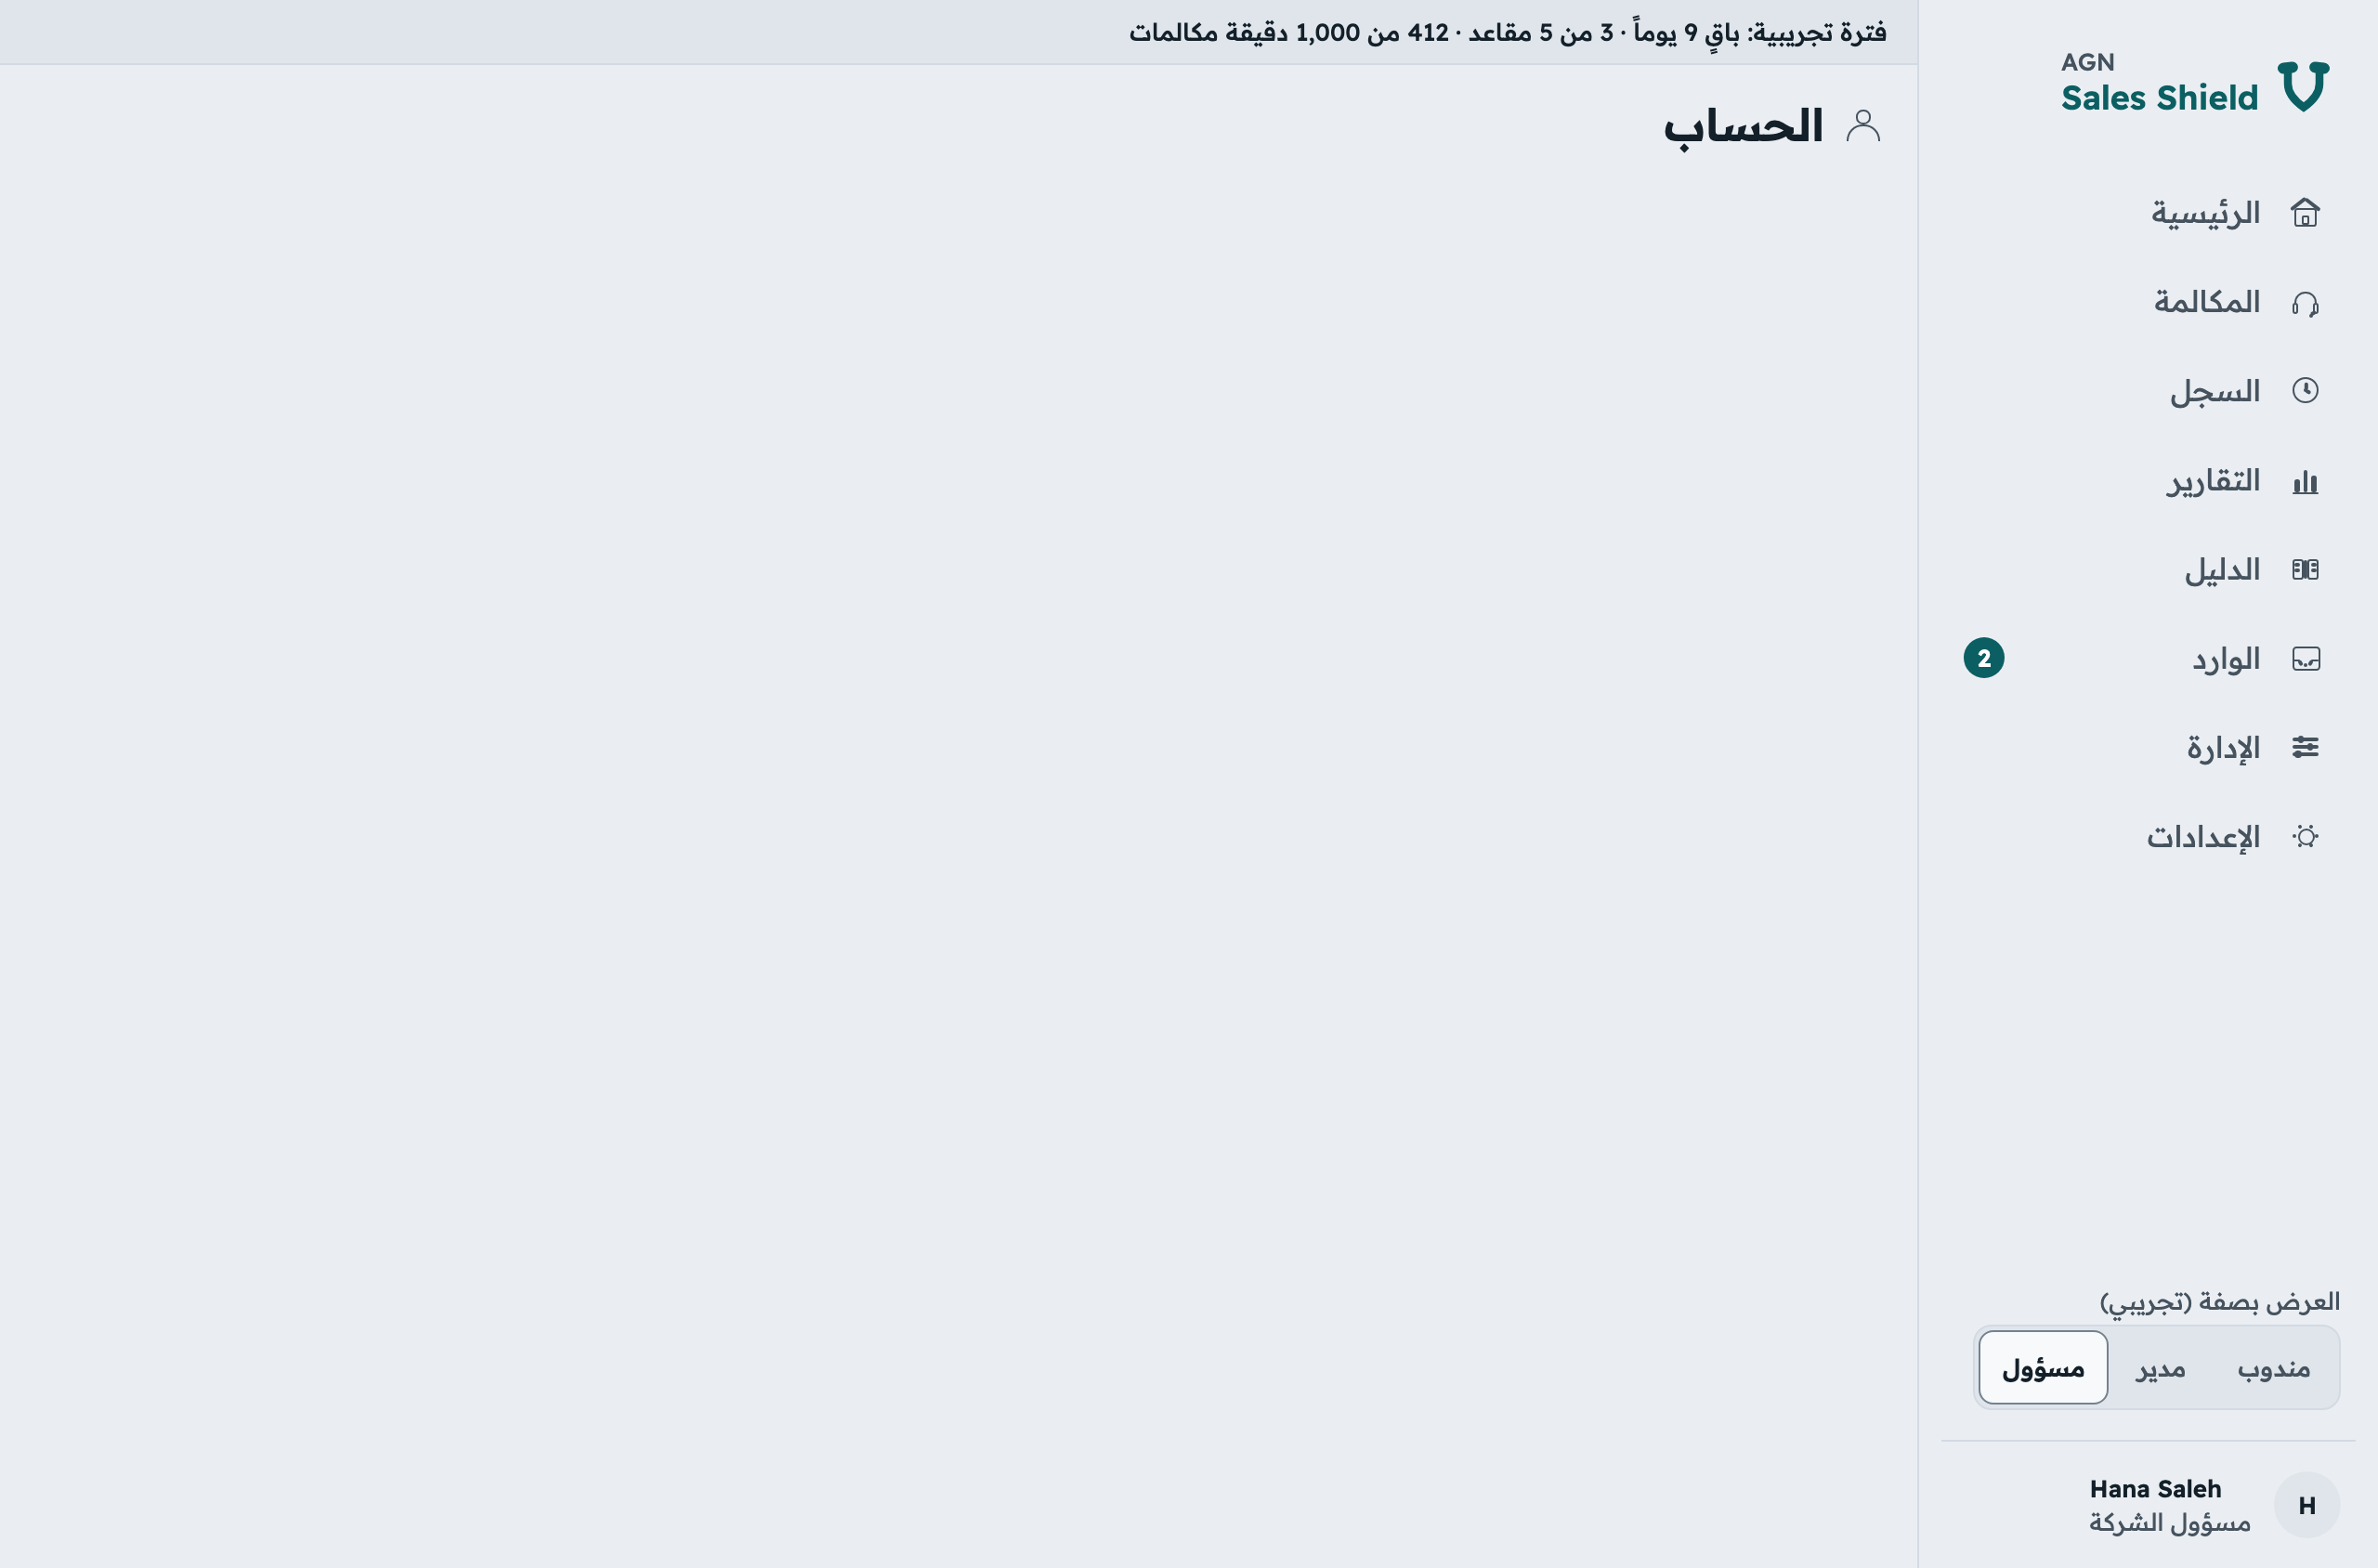 AGN
Sales Shield
الرئيسية
المكالمة
السجل
التقارير
الدليل
الوارد
2
الإدارة
الإعدادات
العرض بصفة (تجريبي)
مندوب مدير مسؤول
H
Hana Saleh
مسؤول الشركة
فترة تجريبية: باقٍ 9 يوماً · 3 من 5 مقاعد · 412 من 1,000 دقيقة مكالمات
الحساب